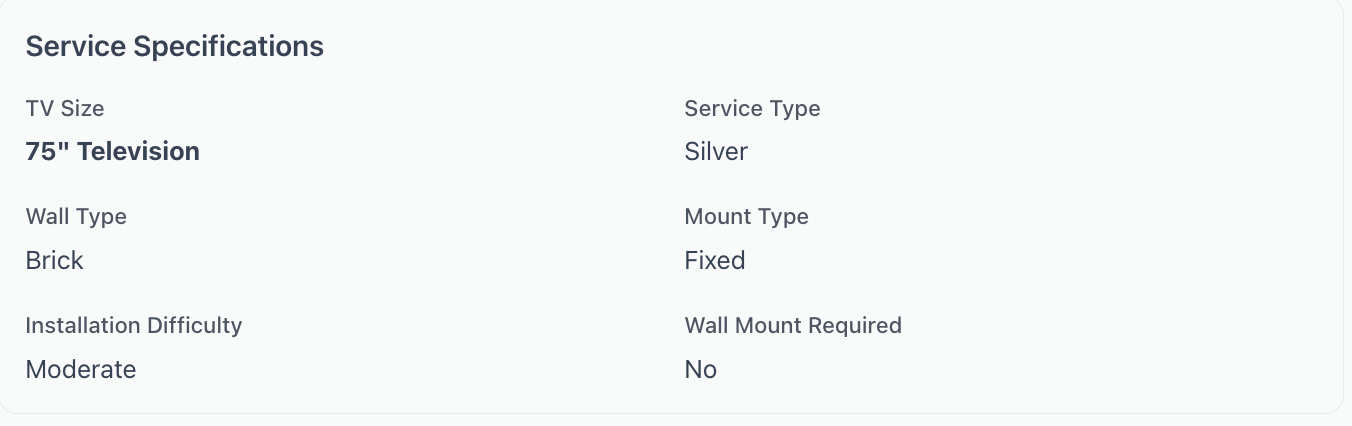 Service Specifications
TV Size
Service Type
75" Television
Silver
Wall Type
Mount Type
Brick
Fixed
Installation Difficulty
Wall Mount Required
Moderate
No